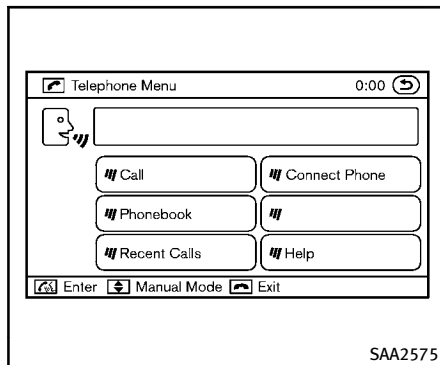 Telephone Menu 0:00
Call
Connect Phone
Phonebook
Recent Calls
Help
Enter Manual Mode Exit
SAA2575